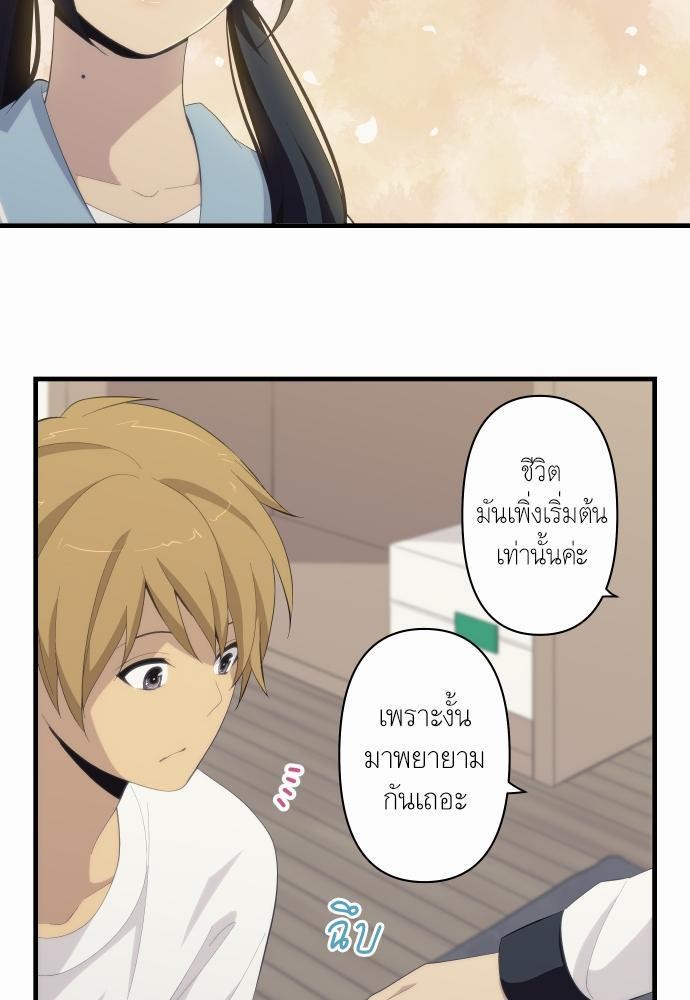 ชีวิต
มันเพิ่งเริ่มต้น
เท่านั้นค่ะ
เพราะงั้น
มาพยายาม
กันเถอะ
ฉึบ